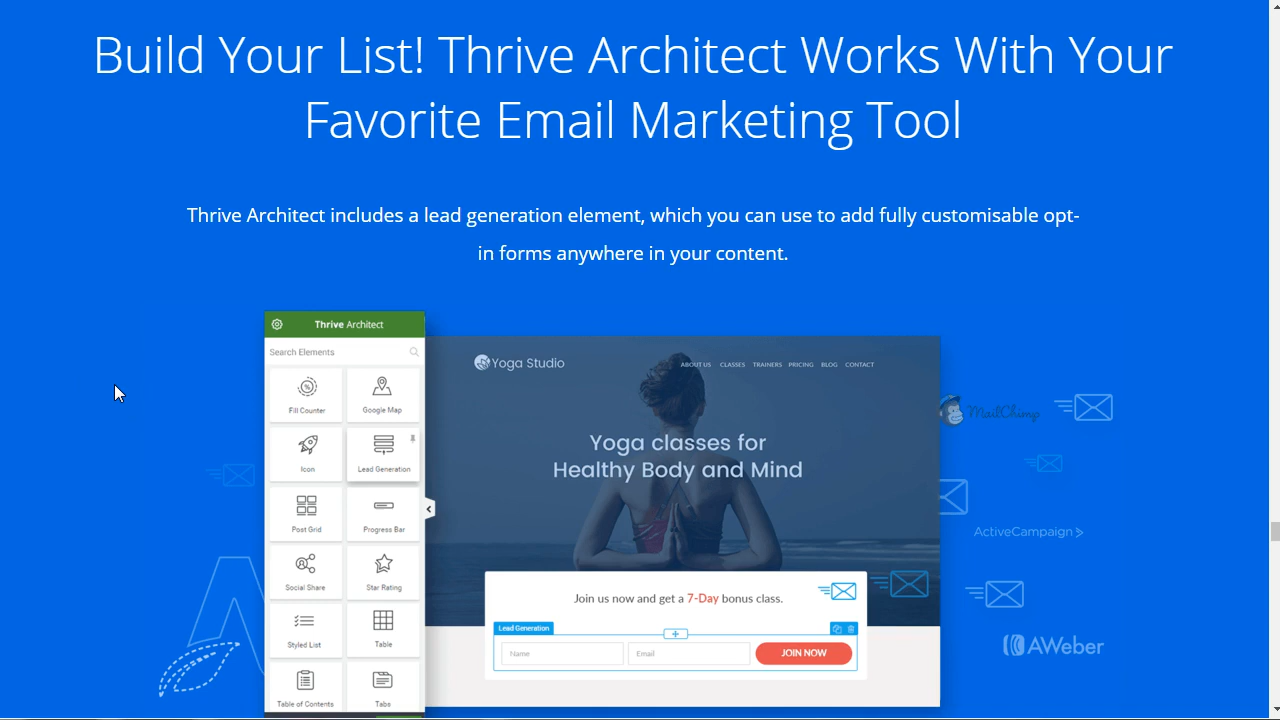 Build Your List! Thrive Architect Works With Your
Favorite Email Marketing Tool
Thrive Architect includes a lead generation element, which you can use to add fully customisable opt-
in forms anywhere in your content.
Thrive Architect
Search Elements
Fill Counter
Google Map
Icon
Lead Generation
Post Grid
Progress Bar
Social Share
Star Rating
Styled List
Table
Table of Contents
Tabs
Yoga Studio
ABOUT US CLASSES TRAINERS PRICING BLOG CONTACT
Yoga classes for
Healthy Body and Mind
Join us now and get a 7-Day bonus class.
Lead Generation
Name
Email
JOIN NOW
MailChimp
ActiveCampaign >
AWeber